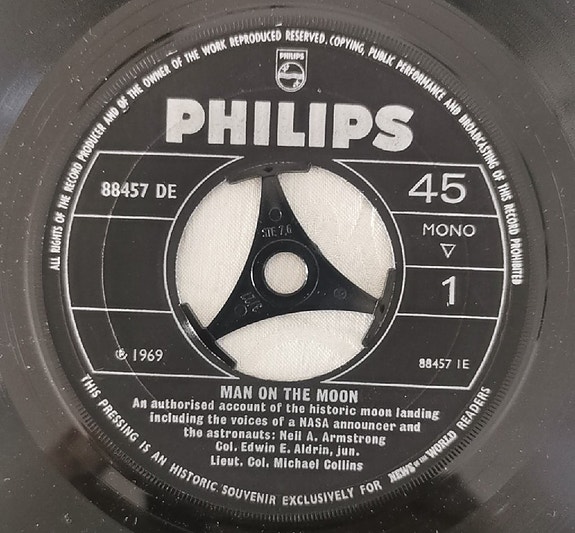 ALL RIGHTS OF THE RECORD PRODUCER AND OF THE OWNER OF THE WORK REPRODUCED RESERVED. COPYING, PUBLIC PERFORMANCE AND BROADCASTING OF THIS RECORD PROHIBITED
PHILIPS
PHILIPS
88457 DE
45
MONO
1
STE 7,6
℗ 1969
88457 1E
MAN ON THE MOON
An authorised account of the historic moon landing
including the voices of a NASA announcer and
the astronauts: Neil A. Armstrong
Col. Edwin E. Aldrin, jun.
Lieut. Col. Michael Collins
THIS PRESSING IS AN HISTORIC SOUVENIR EXCLUSIVELY FOR NEWS OF THE WORLD READERS